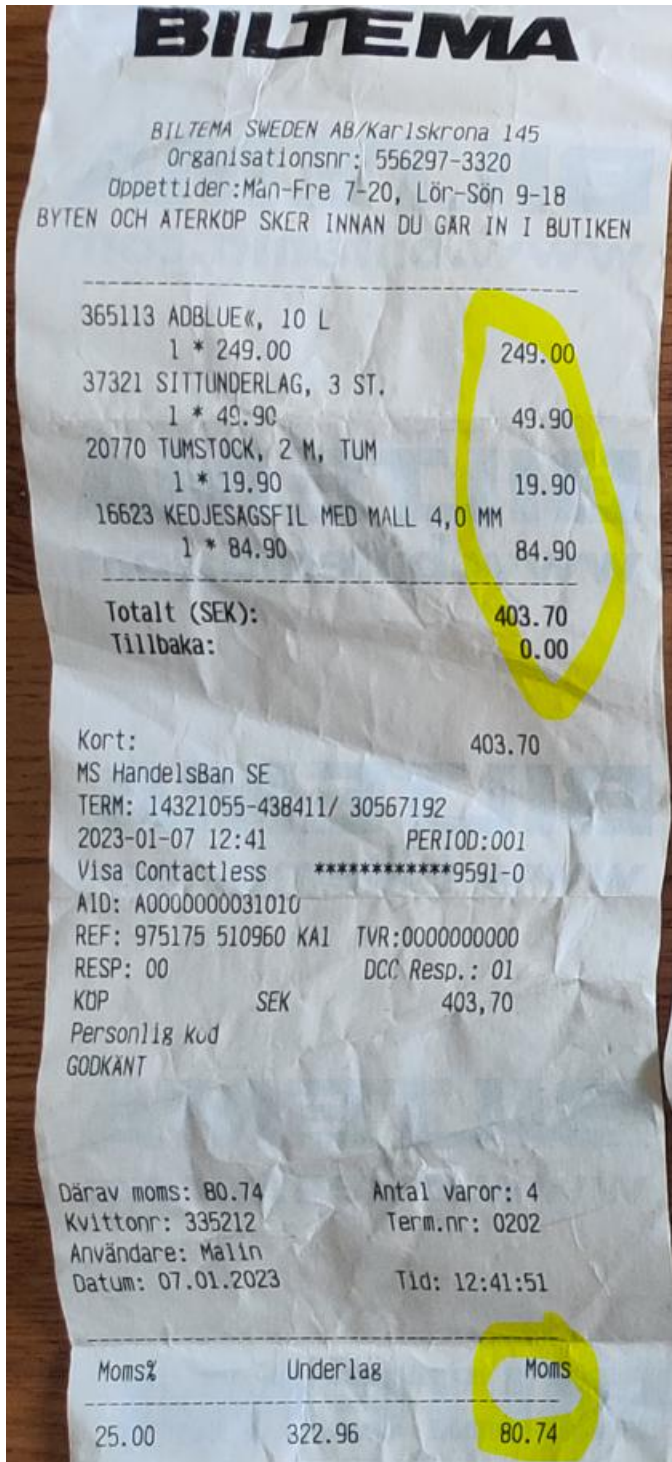 BILTEMA
BILTEMA SWEDEN AB/Karlskrona 145
Organisationsnr: 556297-3320
Öppettider:Mån-Fre 7-20, Lör-Sön 9-18
BYTEN OCH ÅTERKÖP SKER INNAN DU GÅR IN I BUTIKEN
365113 ADBLUE«, 10 L
1 * 249.00 249.00
37321 SITTUNDERLAG, 3 ST.
1 * 49.90 49.90
20770 TUMSTOCK, 2 M, TUM
1 * 19.90 19.90
16623 KEDJESÅGSFIL MED MALL 4,0 MM
1 * 84.90 84.90
Totalt (SEK): 403.70
Tillbaka: 0.00
Kort: 403.70
MS HandelsBan SE
TERM: 14321055-438411/ 30567192
2023-01-07 12:41 PERIOD:001
Visa Contactless ************9591-0
AID: A0000000031010
REF: 975175 510960 KA1 TVR:0000000000
RESP: 00 DCC Resp.: 01
KÖP SEK 403,70
Personlig kod
GODKÄNT
Därav moms: 80.74 Antal varor: 4
Kvittonr: 335212 Term.nr: 0202
Användare: Malin
Datum: 07.01.2023 Tid: 12:41:51
Moms% Underlag Moms
25.00 322.96 80.74